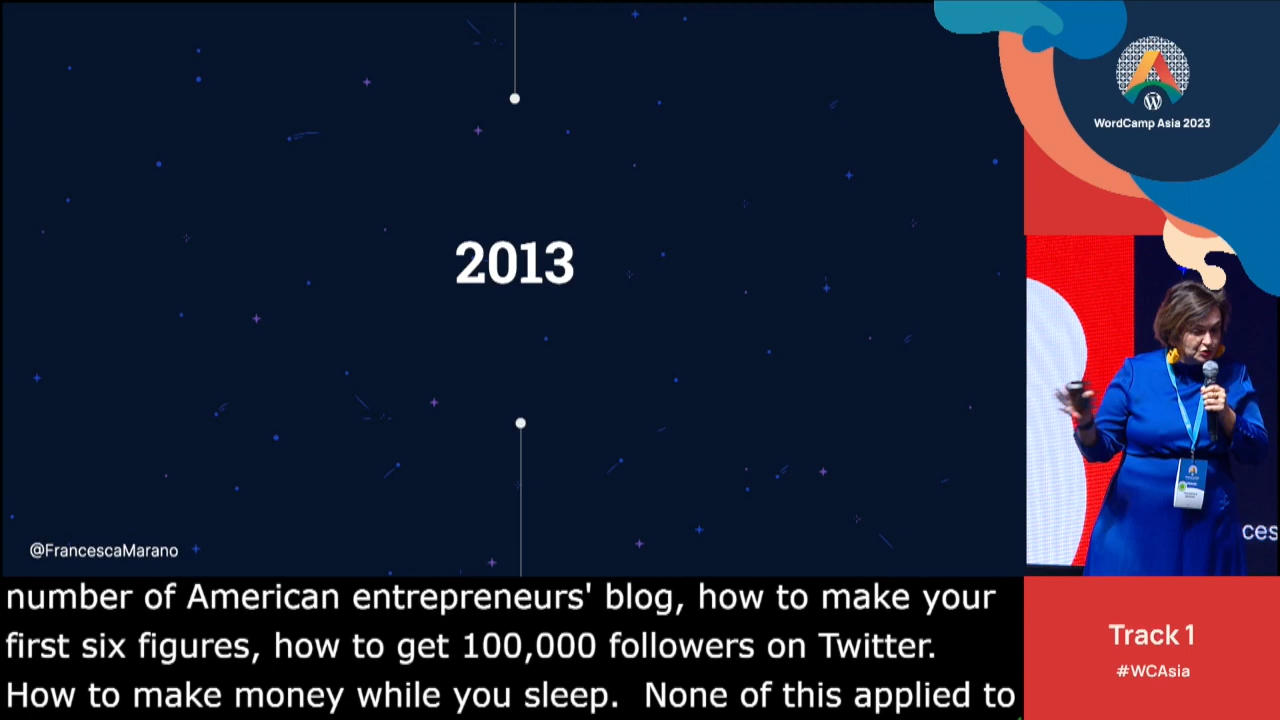 WordCamp Asia 2023
2013
@FrancescaMarano
ces
number of American entrepreneurs' blog, how to make your
first six figures, how to get 100,000 followers on Twitter.
How to make money while you sleep.  None of this applied to
Track 1
#WCAsia